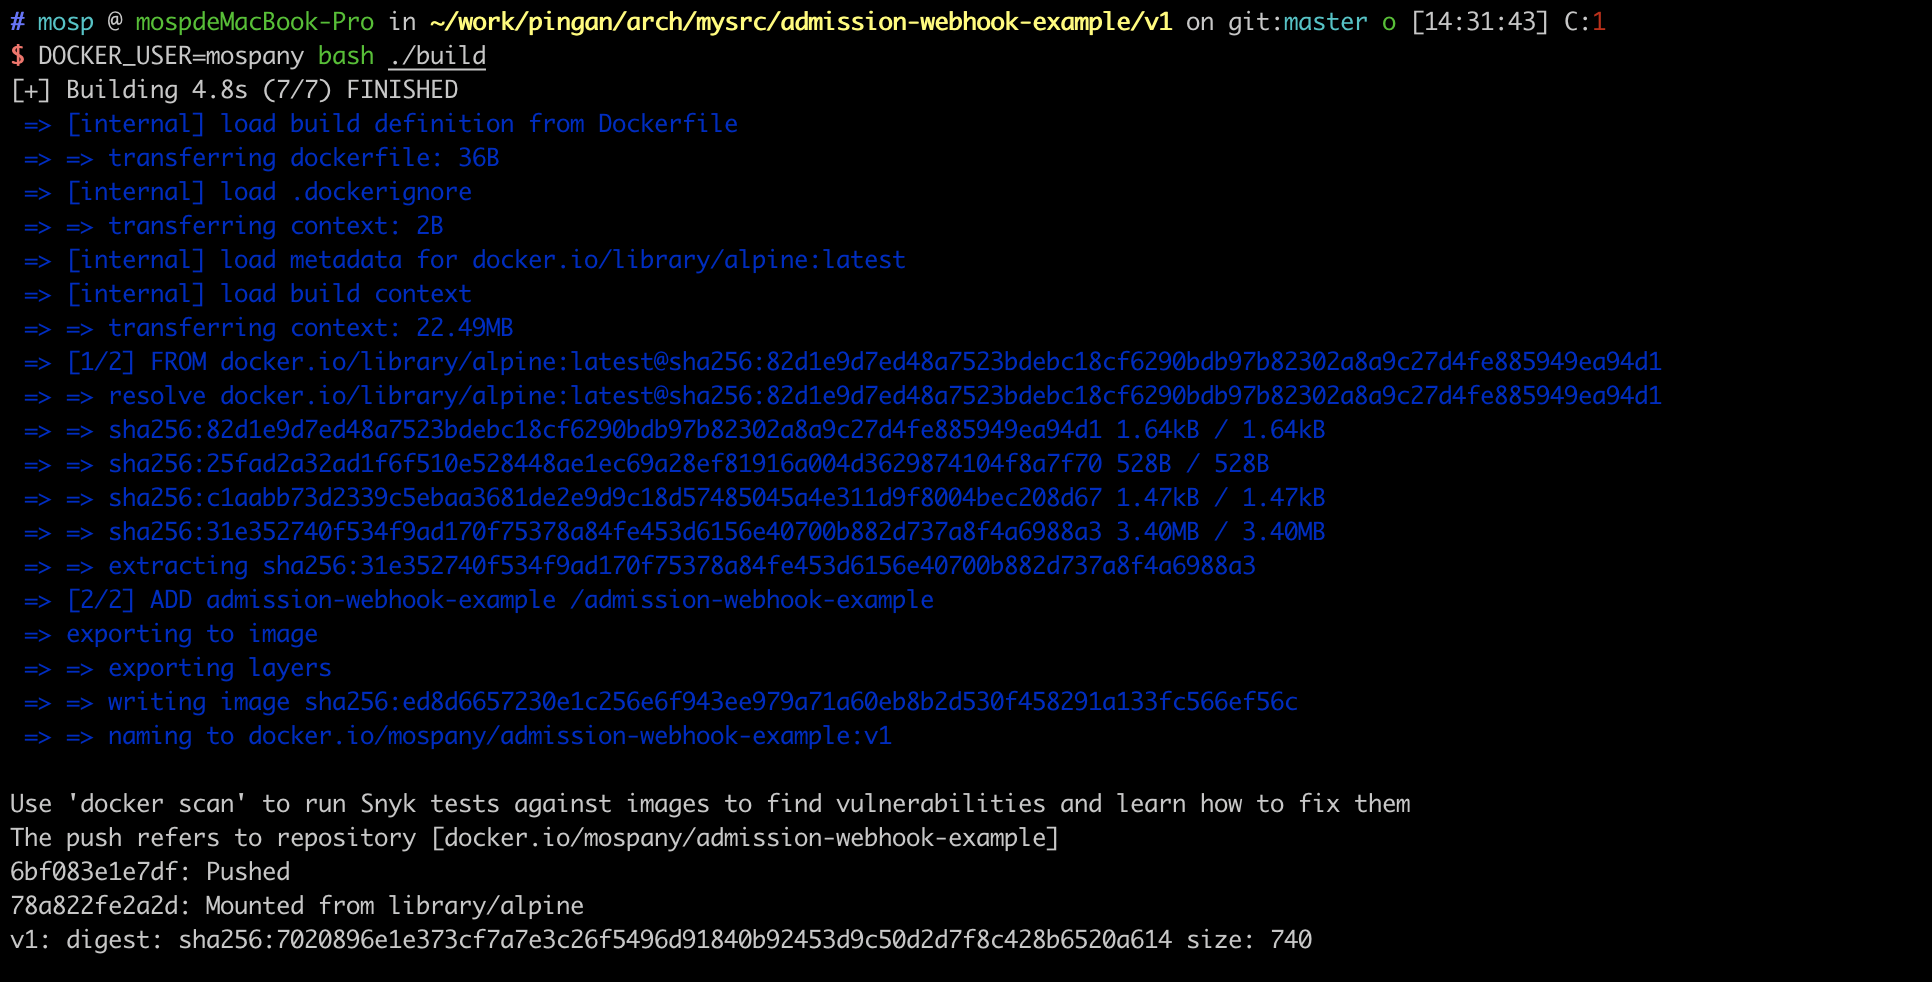 # mosp @ mospdeMacBook-Pro in ~/work/pingan/arch/mysrc/admission-webhook-example/v1 on git:master o [14:31:43] C:1
$ DOCKER_USER=mospany bash ./build
[+] Building 4.8s (7/7) FINISHED
=> [internal] load build definition from Dockerfile
=> => transferring dockerfile: 36B
=> [internal] load .dockerignore
=> => transferring context: 2B
=> [internal] load metadata for docker.io/library/alpine:latest
=> [internal] load build context
=> => transferring context: 22.49MB
=> [1/2] FROM docker.io/library/alpine:latest@sha256:82d1e9d7ed48a7523bdebc18cf6290bdb97b82302a8a9c27d4fe885949ea94d1
=> => resolve docker.io/library/alpine:latest@sha256:82d1e9d7ed48a7523bdebc18cf6290bdb97b82302a8a9c27d4fe885949ea94d1
=> => sha256:82d1e9d7ed48a7523bdebc18cf6290bdb97b82302a8a9c27d4fe885949ea94d1 1.64kB / 1.64kB
=> => sha256:25fad2a32ad1f6f510e528448ae1ec69a28ef81916a004d3629874104f8a7f70 528B / 528B
=> => sha256:c1aabb73d2339c5ebaa3681de2e9d9c18d57485045a4e311d9f8004bec208d67 1.47kB / 1.47kB
=> => sha256:31e352740f534f9ad170f75378a84fe453d6156e40700b882d737a8f4a6988a3 3.40MB / 3.40MB
=> => extracting sha256:31e352740f534f9ad170f75378a84fe453d6156e40700b882d737a8f4a6988a3
=> [2/2] ADD admission-webhook-example /admission-webhook-example
=> exporting to image
=> => exporting layers
=> => writing image sha256:ed8d6657230e1c256e6f943ee979a71a60eb8b2d530f458291a133fc566ef56c
=> => naming to docker.io/mospany/admission-webhook-example:v1
Use 'docker scan' to run Snyk tests against images to find vulnerabilities and learn how to fix them
The push refers to repository [docker.io/mospany/admission-webhook-example]
6bf083e1e7df: Pushed
78a822fe2a2d: Mounted from library/alpine
v1: digest: sha256:7020896e1e373cf7a7e3c26f5496d91840b92453d9c50d2d7f8c428b6520a614 size: 740